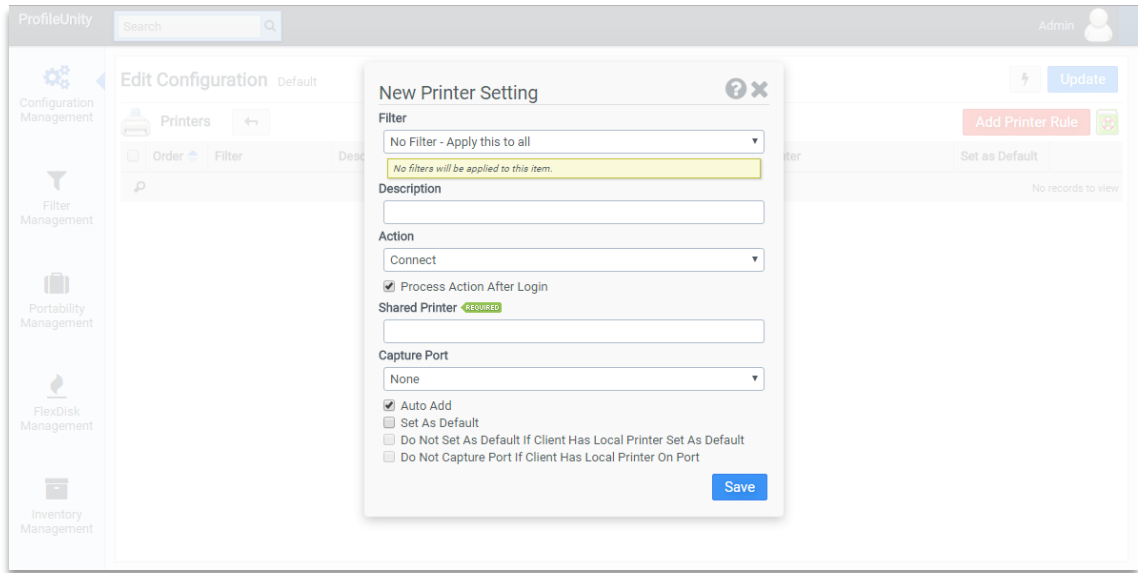 ProfileUnity
Search
Admin
Configuration
Management
Edit Configuration Default
Update
Printers
Add Printer Rule
Order Filter Desc ter Set as Default
No records to view
Filter
Management
Portability
Management
FlexDisk
Management
Inventory
Management
New Printer Setting
Filter
No Filter - Apply this to all
No filters will be applied to this item.
Description
Action
Connect
Process Action After Login
Shared Printer REQUIRED
Capture Port
None
Auto Add
Set As Default
Do Not Set As Default If Client Has Local Printer Set As Default
Do Not Capture Port If Client Has Local Printer On Port
Save